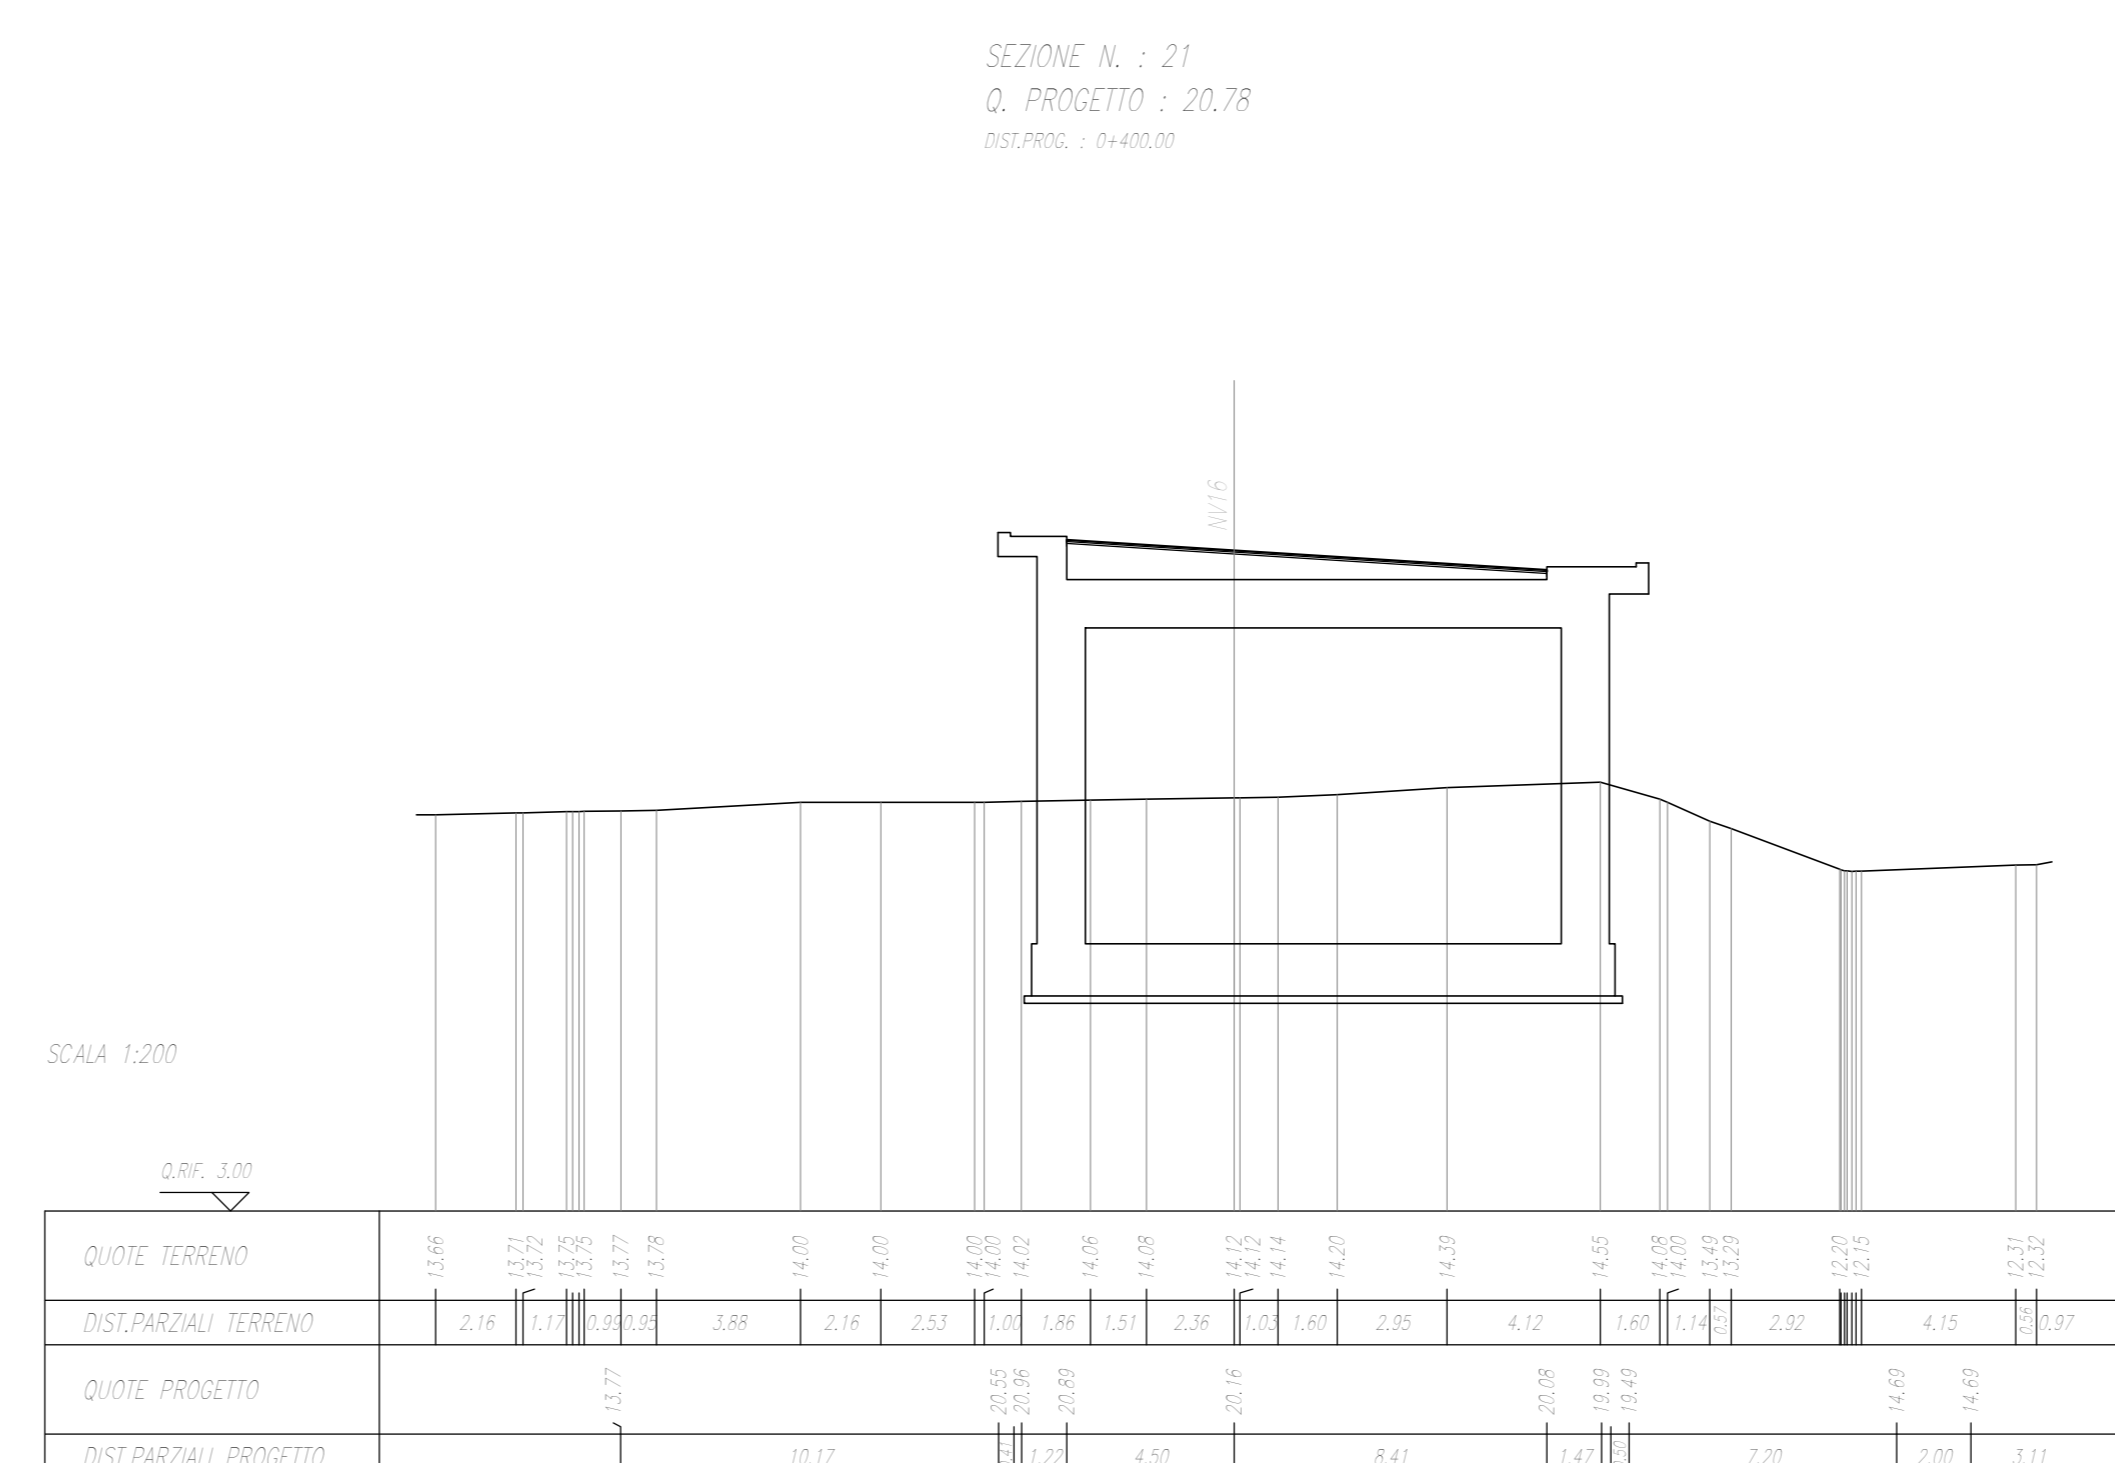 SEZIONE N. : 21
Q. PROGETTO : 20.78
DIST.PROG. : 0+400.00
NV16
SCALA 1:200
Q.RIF. 3.00
QUOTE TERRENO 13.66 13.71 13.72 13.75 13.75 13.77 13.78 14.00 14.00 14.00 14.00 14.02 14.06 14.08 14.12 14.12 14.14 14.20 14.39 14.55 14.08 14.00 13.49 13.29 12.20 12.15 12.31 12.32
DIST.PARZIALI TERRENO 2.16 1.17 0.99 0.95 3.88 2.16 2.53 1.00 1.86 1.51 2.36 1.03 1.60 2.95 4.12 1.60 1.14 0.57 2.92 4.15 0.56 0.97
QUOTE PROGETTO 13.77 20.55 20.96 20.89 20.16 20.08 19.99 19.49 14.69 14.69
DIST.PARZIALI PROGETTO 10.17 1.22 4.50 8.41 1.47 0.50 7.20 2.00 3.11